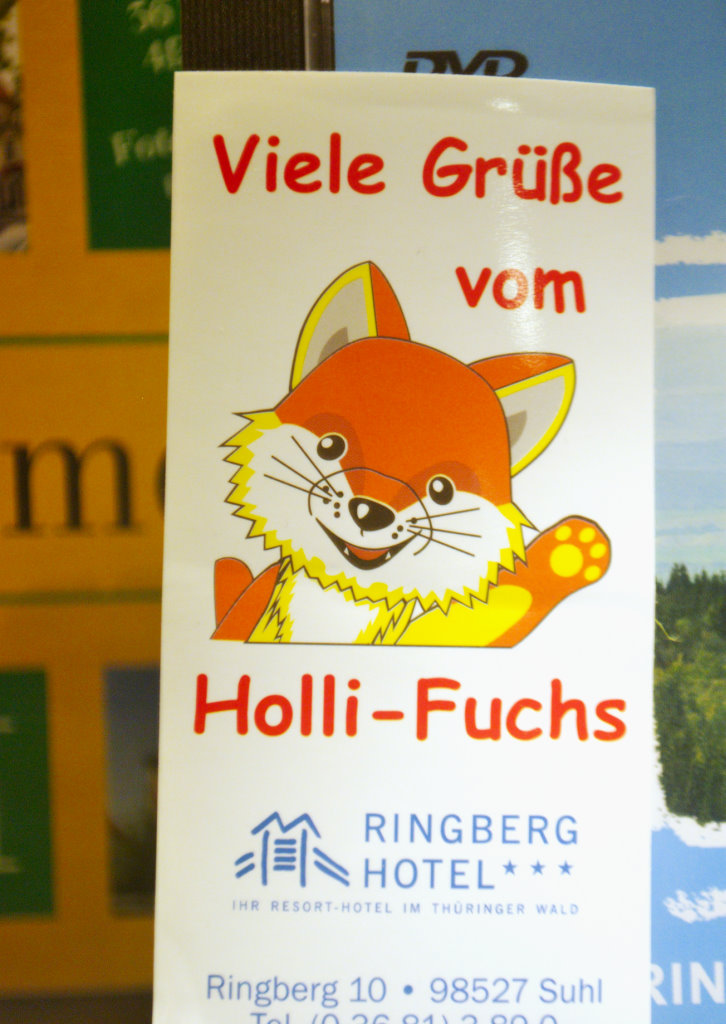 DVD
Viele Grüße
vom
Holli-Fuchs
RINGBERG
HOTEL★★★
IHR RESORT-HOTEL IM THÜRINGER WALD
Ringberg 10 • 98527 Suhl